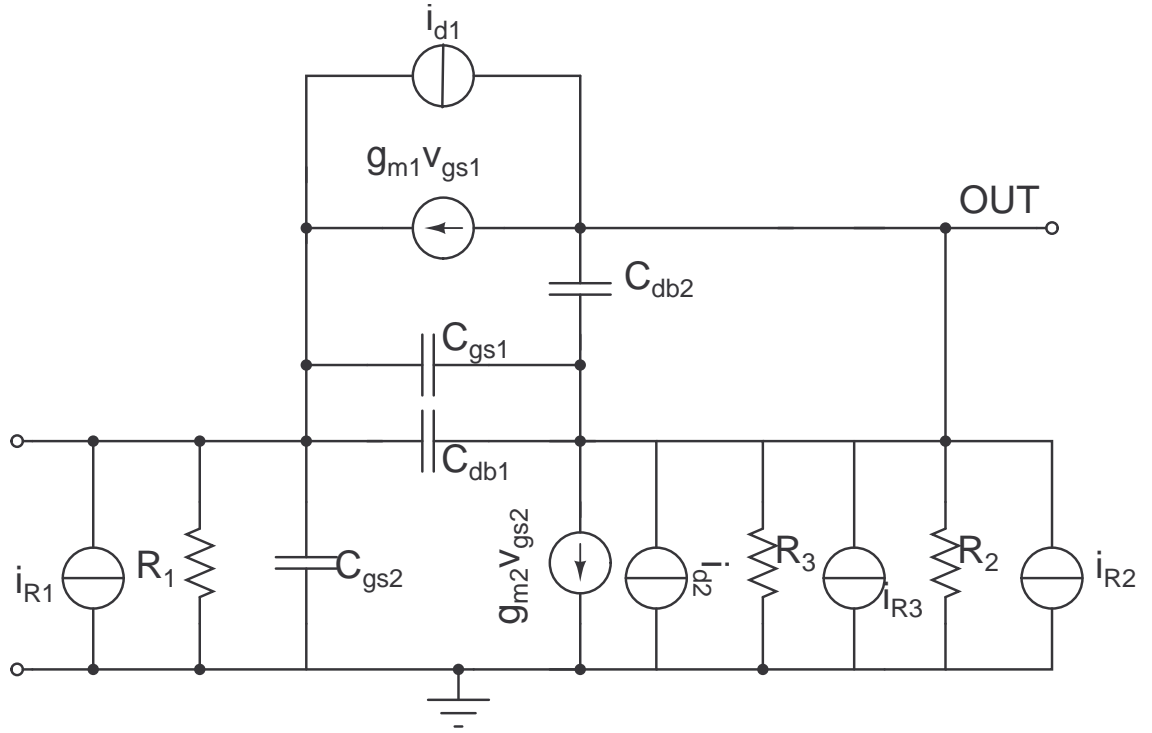 id1
gm1vgs1
OUT
Cdb2
Cgs1
Cdb1
iR1
R1
Cgs2
gm2vgs2
id2
R3
iR3
R2
iR2